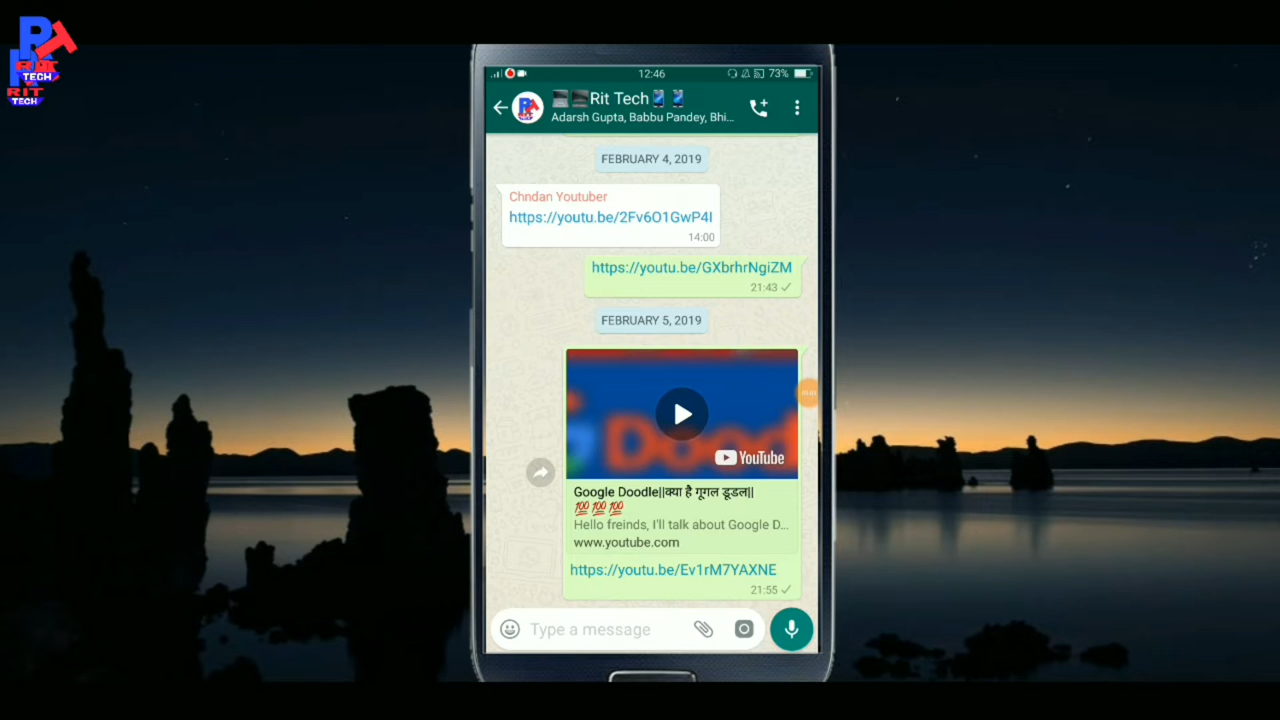 RIT
TECH
RIT
TECH
12:46
73%
Rit Tech
Adarsh Gupta, Babbu Pandey, Bhi...
FEBRUARY 4, 2019
Chndan Youtuber
https://youtu.be/2Fv6O1GwP4I
14:00
https://youtu.be/GXbrhrNgiZM
21:43
FEBRUARY 5, 2019
Dood
YouTube
Google Doodle||क्या है गूगल डूडल||
💯💯💯
Hello freinds, I'll talk about Google D...
www.youtube.com
https://youtu.be/Ev1rM7YAXNE
21:55
Type a message